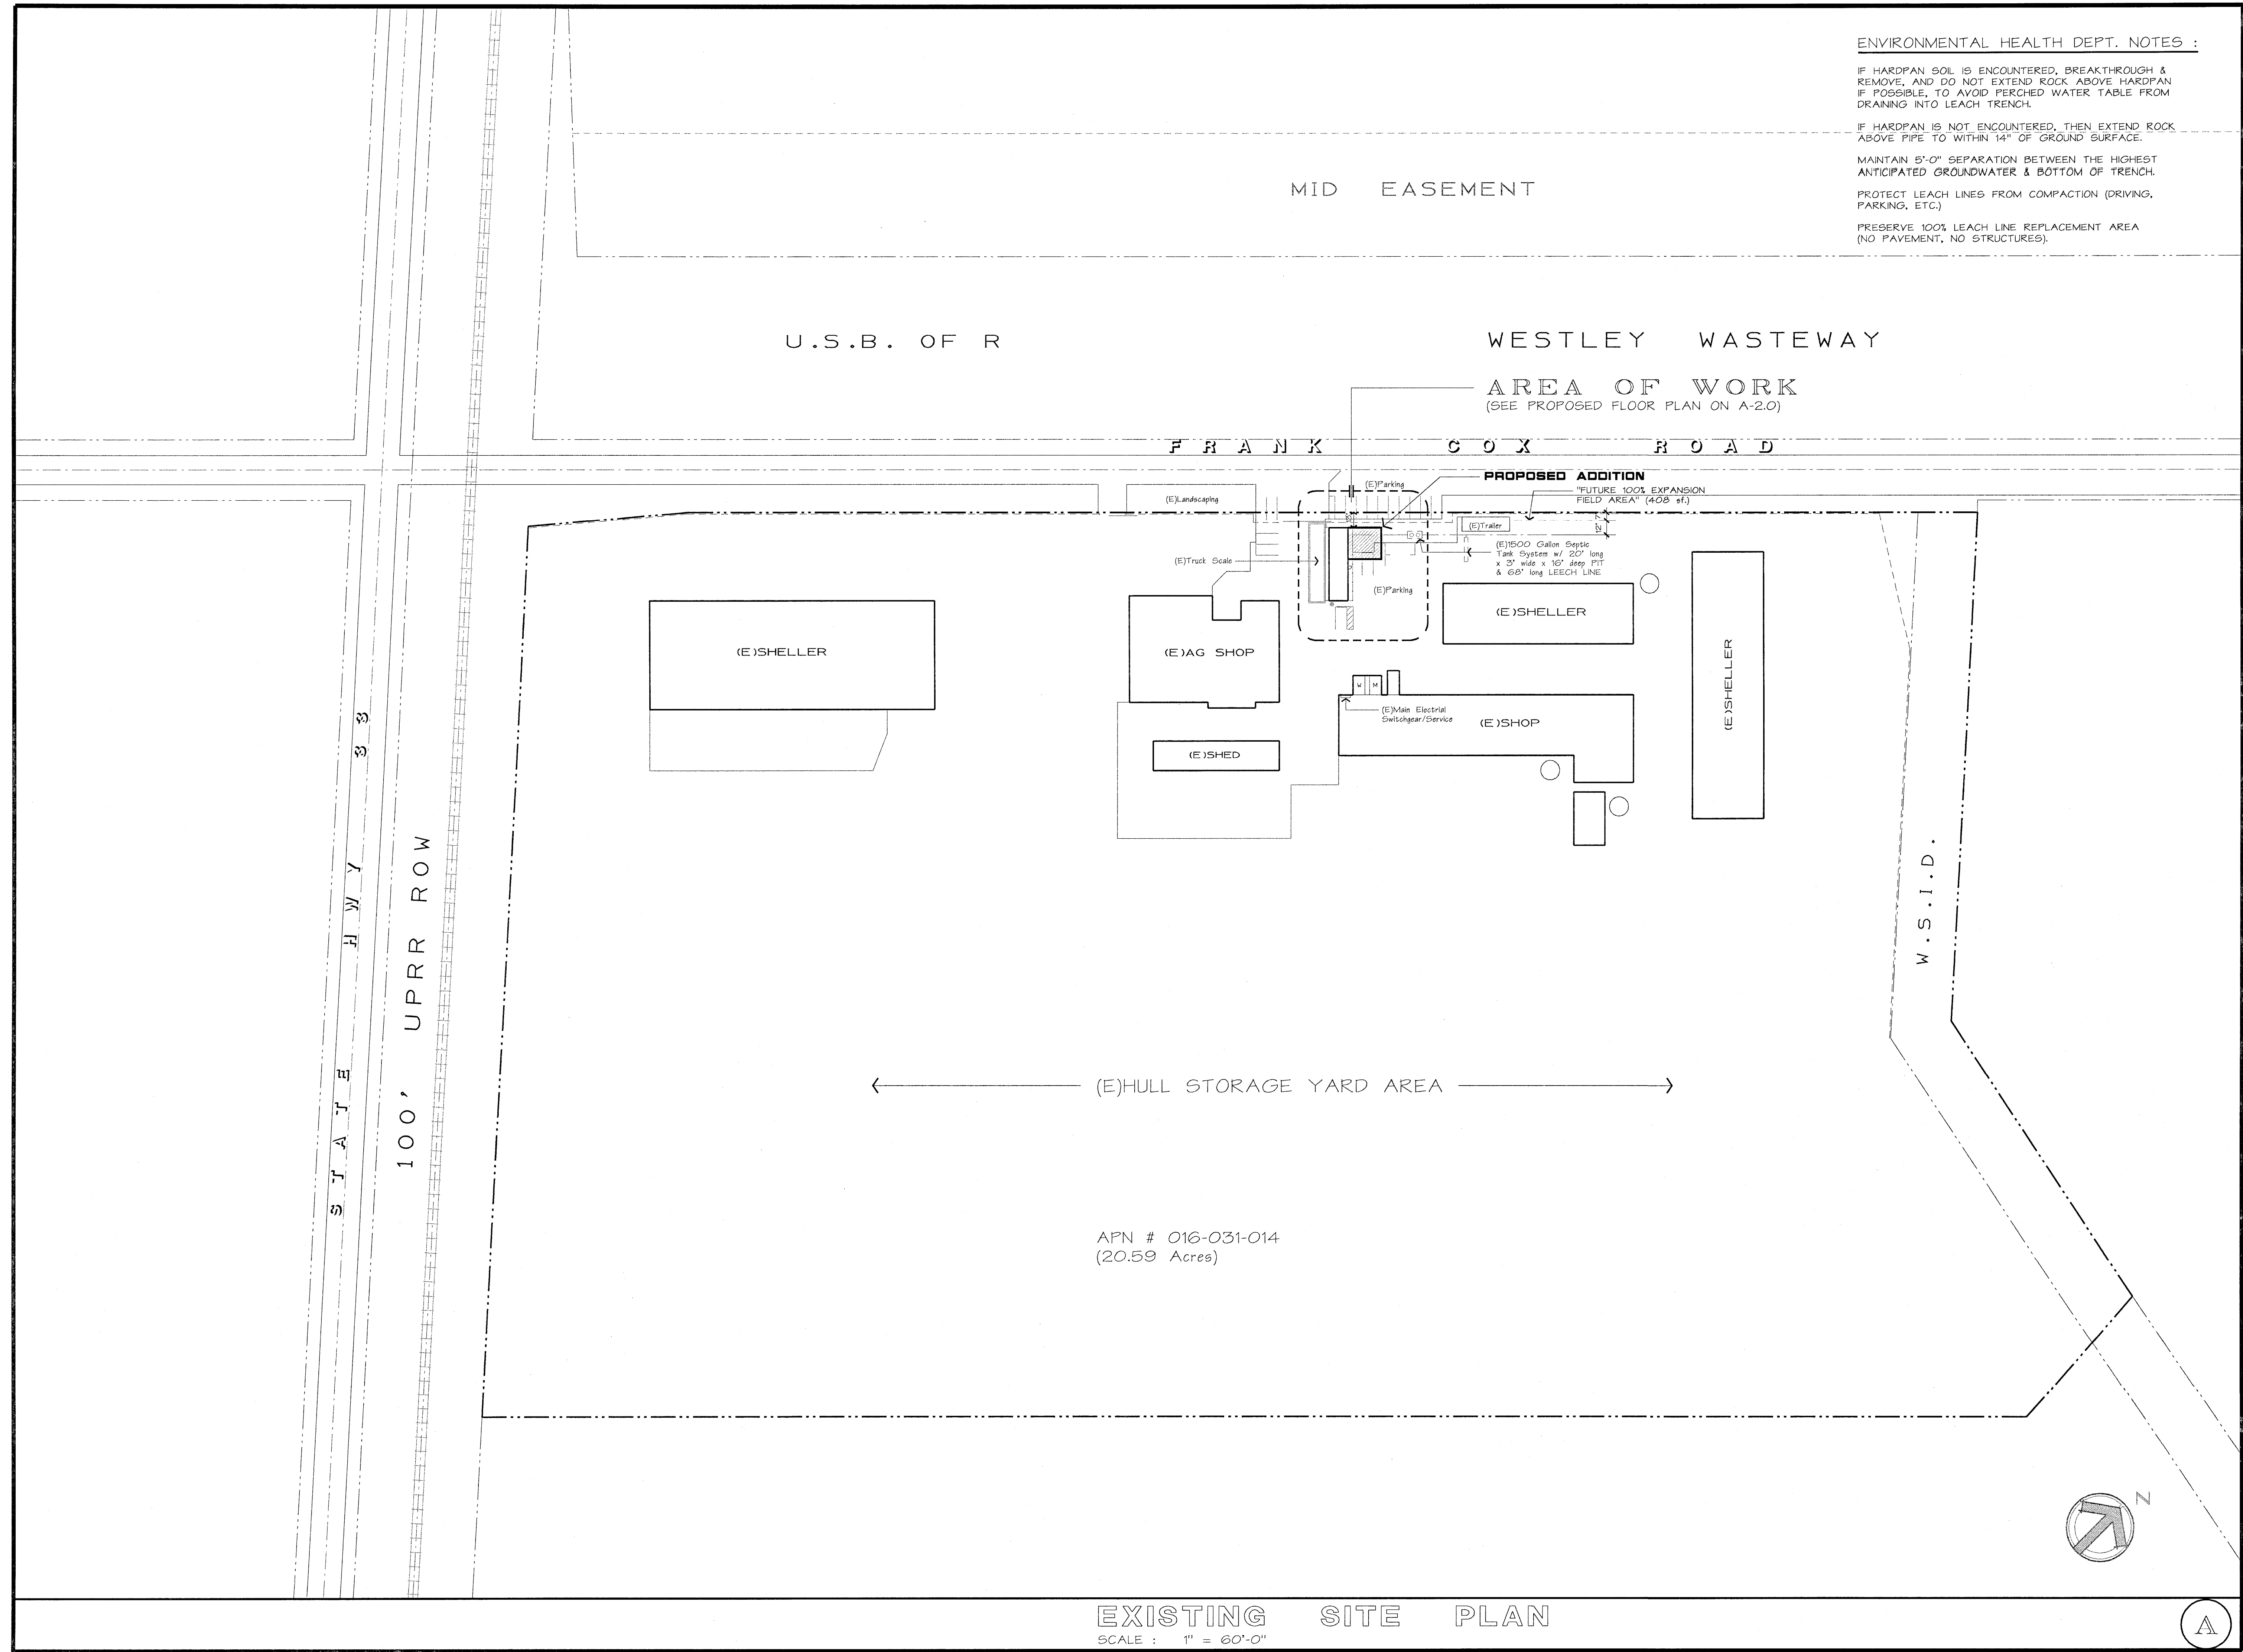 ENVIRONMENTAL HEALTH DEPT. NOTES :
IF HARDPAN SOIL IS ENCOUNTERED, BREAKTHROUGH &
REMOVE, AND DO NOT EXTEND ROCK ABOVE HARDPAN
IF POSSIBLE, TO AVOID PERCHED WATER TABLE FROM
DRAINING INTO LEACH TRENCH.
IF HARDPAN IS NOT ENCOUNTERED, THEN EXTEND ROCK
ABOVE PIPE TO WITHIN 14" OF GROUND SURFACE.
MAINTAIN 5'-0" SEPARATION BETWEEN THE HIGHEST
ANTICIPATED GROUNDWATER & BOTTOM OF TRENCH.
PROTECT LEACH LINES FROM COMPACTION (DRIVING,
PARKING, ETC.)
PRESERVE 100% LEACH LINE REPLACEMENT AREA
(NO PAVEMENT, NO STRUCTURES).
MID EASEMENT
U.S.B. OF R
WESTLEY WASTEWAY
AREA OF WORK
(SEE PROPOSED FLOOR PLAN ON A-2.0)
FRANK COX ROAD
PROPOSED ADDITION
(E)Parking
"FUTURE 100% EXPANSION
FIELD AREA" (408 sf.)
(E)Landscaping
(E)Trailer
7'
12'
(E)1500 Gallon Septic
Tank System w/ 20' long
x 3' wide x 16' deep PIT
& 68' long LEECH LINE
(E)Truck Scale
(E)Parking
(E)SHELLER
(E)SHELLER
(E)AG SHOP
(E)SHELLER
W M
(E)Main Electrial
Switchgear/Service
(E)SHOP
(E)SHED
STATE HWY 33
100' UPRR ROW
W.S.I.D.
(E)HULL STORAGE YARD AREA
APN # 016-031-014
(20.59 Acres)
N
EXISTING SITE PLAN
SCALE : 1" = 60'-0"
A